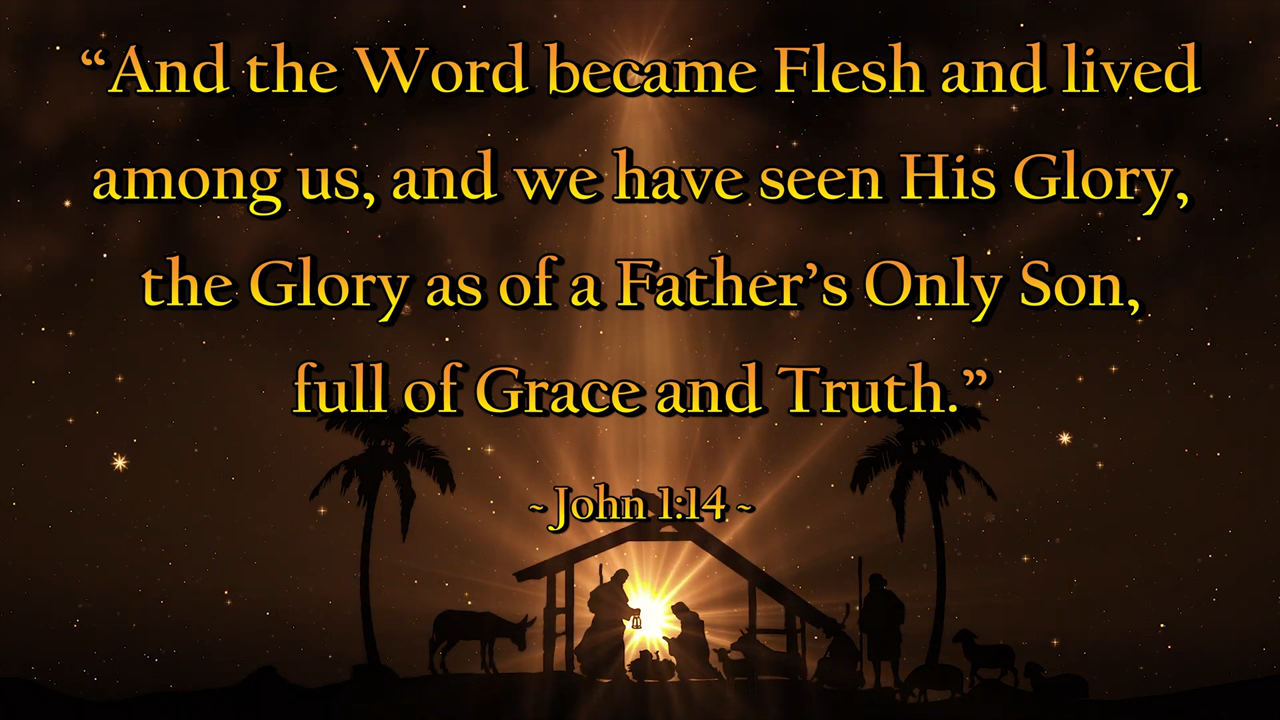 “And the Word became Flesh and lived
among us, and we have seen His Glory,
the Glory as of a Father’s Only Son,
full of Grace and Truth.”
~ John 1:14 ~